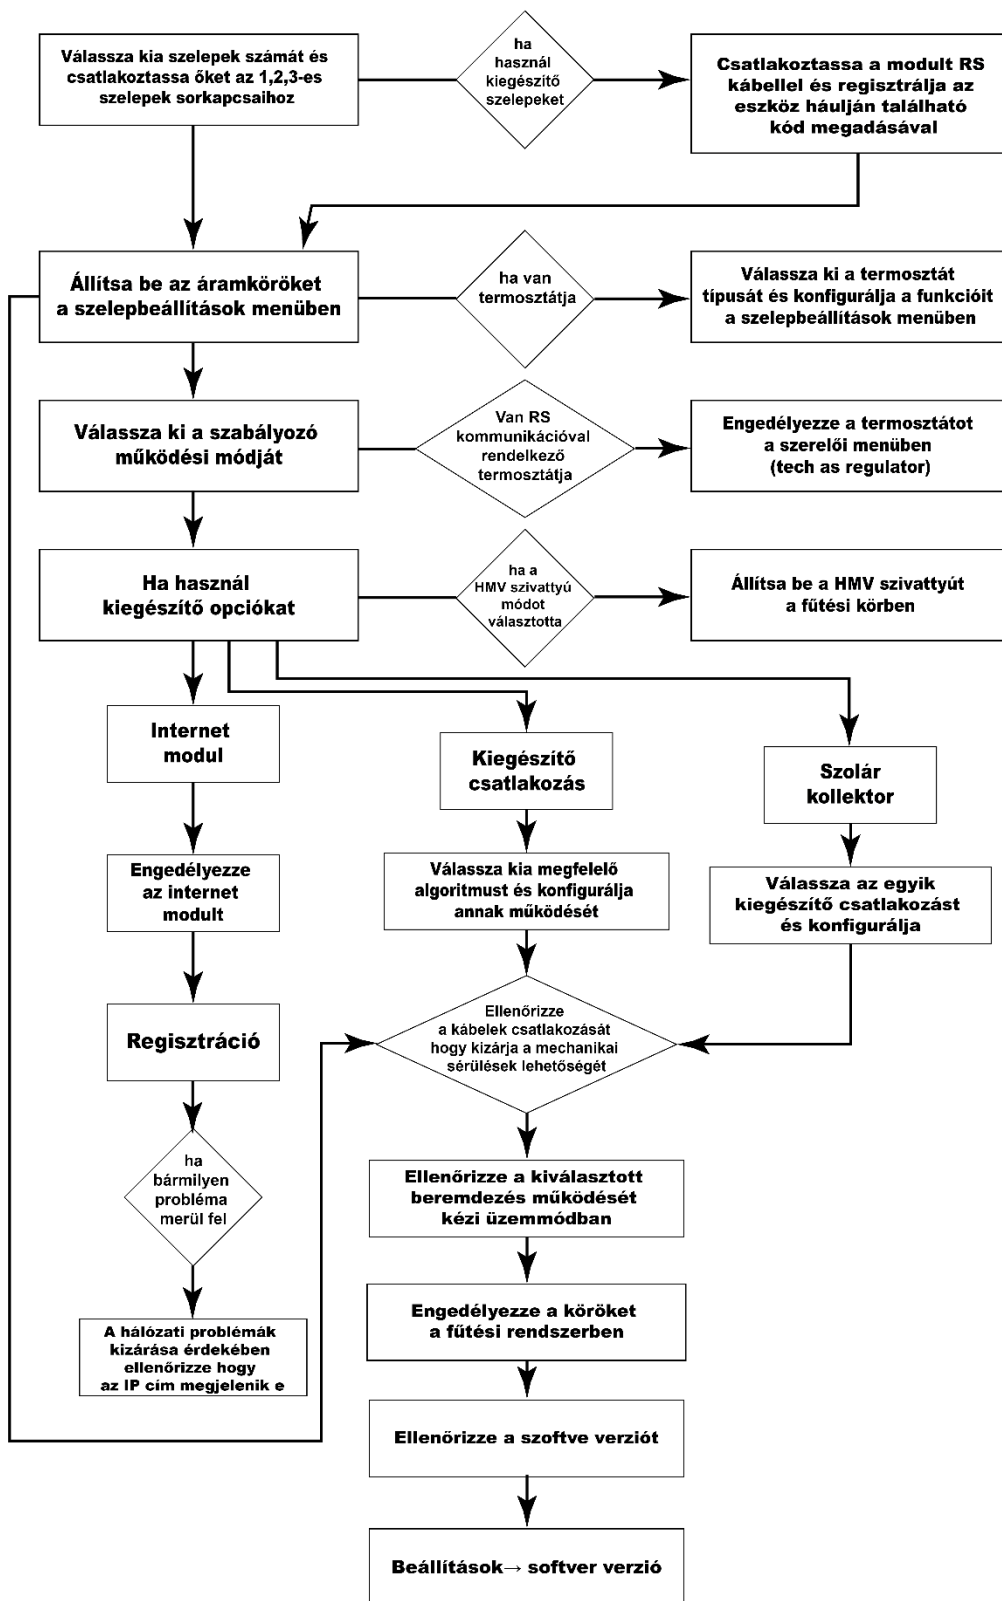 Válassza kia szelepek számát és
csatlakoztassa őket az 1,2,3-es
szelepek sorkapcsaihoz
ha
használ
kiegészítő
szelepeket
Csatlakoztassa a modult RS
kábellel és regisztrálja az
eszköz háulján található
kód megadásával
Állítsa be az áramköröket
a szelepbeállítások menüben
ha van
termosztátja
Válassza ki a termosztát
típusát és konfigurálja a funkcióit
a szelepbeállítások menüben
Válassza ki a szabályozó
működési módját
Van RS
kommunikációval
rendelkező
termosztátja
Engedélyezze a termosztátot
a szerelői menüben
(tech as regulator)
Ha használ
kiegészítő opciókat
ha a
HMV szivattyú
módot
választotta
Állítsa be a HMV szivattyút
a fűtési körben
Internet
modul
Kiegészítő
csatlakozás
Szolár
kollektor
Engedélyezze
az internet
modult
Válassza kia megfelelő
algoritmust és konfigurálja
annak működését
Válassza az egyik
kiegészítő csatlakozást
és konfigurálja
Regisztráció
Ellenőrizze
a kábelek csatlakozását
hogy kizárja a mechanikai
sérülések lehetőségét
ha
bármilyen
probléma
merül fel
Ellenőrizze a kiválasztott
beremdezés működését
kézi üzemmódban
A hálózati problémák
kizárása érdekében
ellenőrizze hogy
az IP cím megjelenik e
Engedélyezze a köröket
a fűtési rendszerben
Ellenőrizze a szoftve verziót
Beállítások→ softver verzió